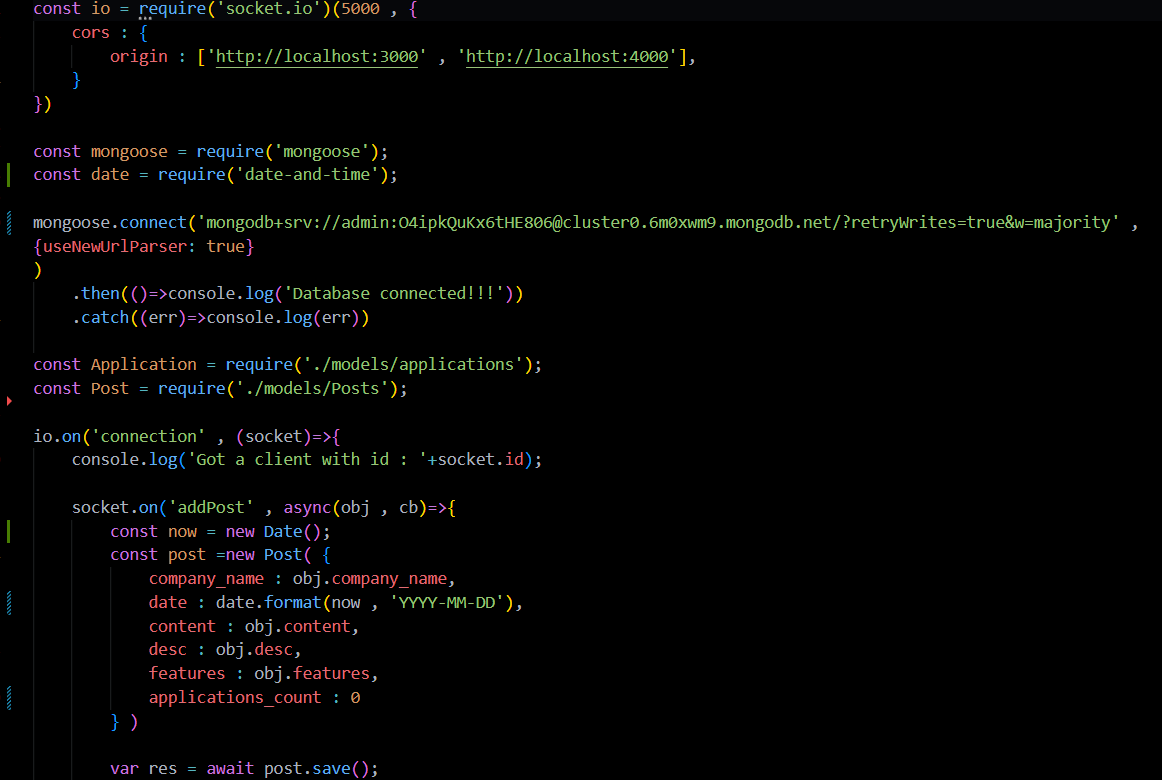 const io = require('socket.io')(5000 , {
cors : {
origin : ['http://localhost:3000' , 'http://localhost:4000'],
}
})
const mongoose = require('mongoose');
const date = require('date-and-time');
mongoose.connect('mongodb+srv://admin:O4ipkQuKx6tHE806@cluster0.6m0xwm9.mongodb.net/?retryWrites=true&w=majority' ,
{useNewUrlParser: true}
)
.then(()=>console.log('Database connected!!!'))
.catch((err)=>console.log(err))
const Application = require('./models/applications');
const Post = require('./models/Posts');
io.on('connection' , (socket)=>{
console.log('Got a client with id : '+socket.id);
socket.on('addPost' , async(obj , cb)=>{
const now = new Date();
const post =new Post( {
company_name : obj.company_name,
date : date.format(now , 'YYYY-MM-DD'),
content : obj.content,
desc : obj.desc,
features : obj.features,
applications_count : 0
} )
var res = await post.save();